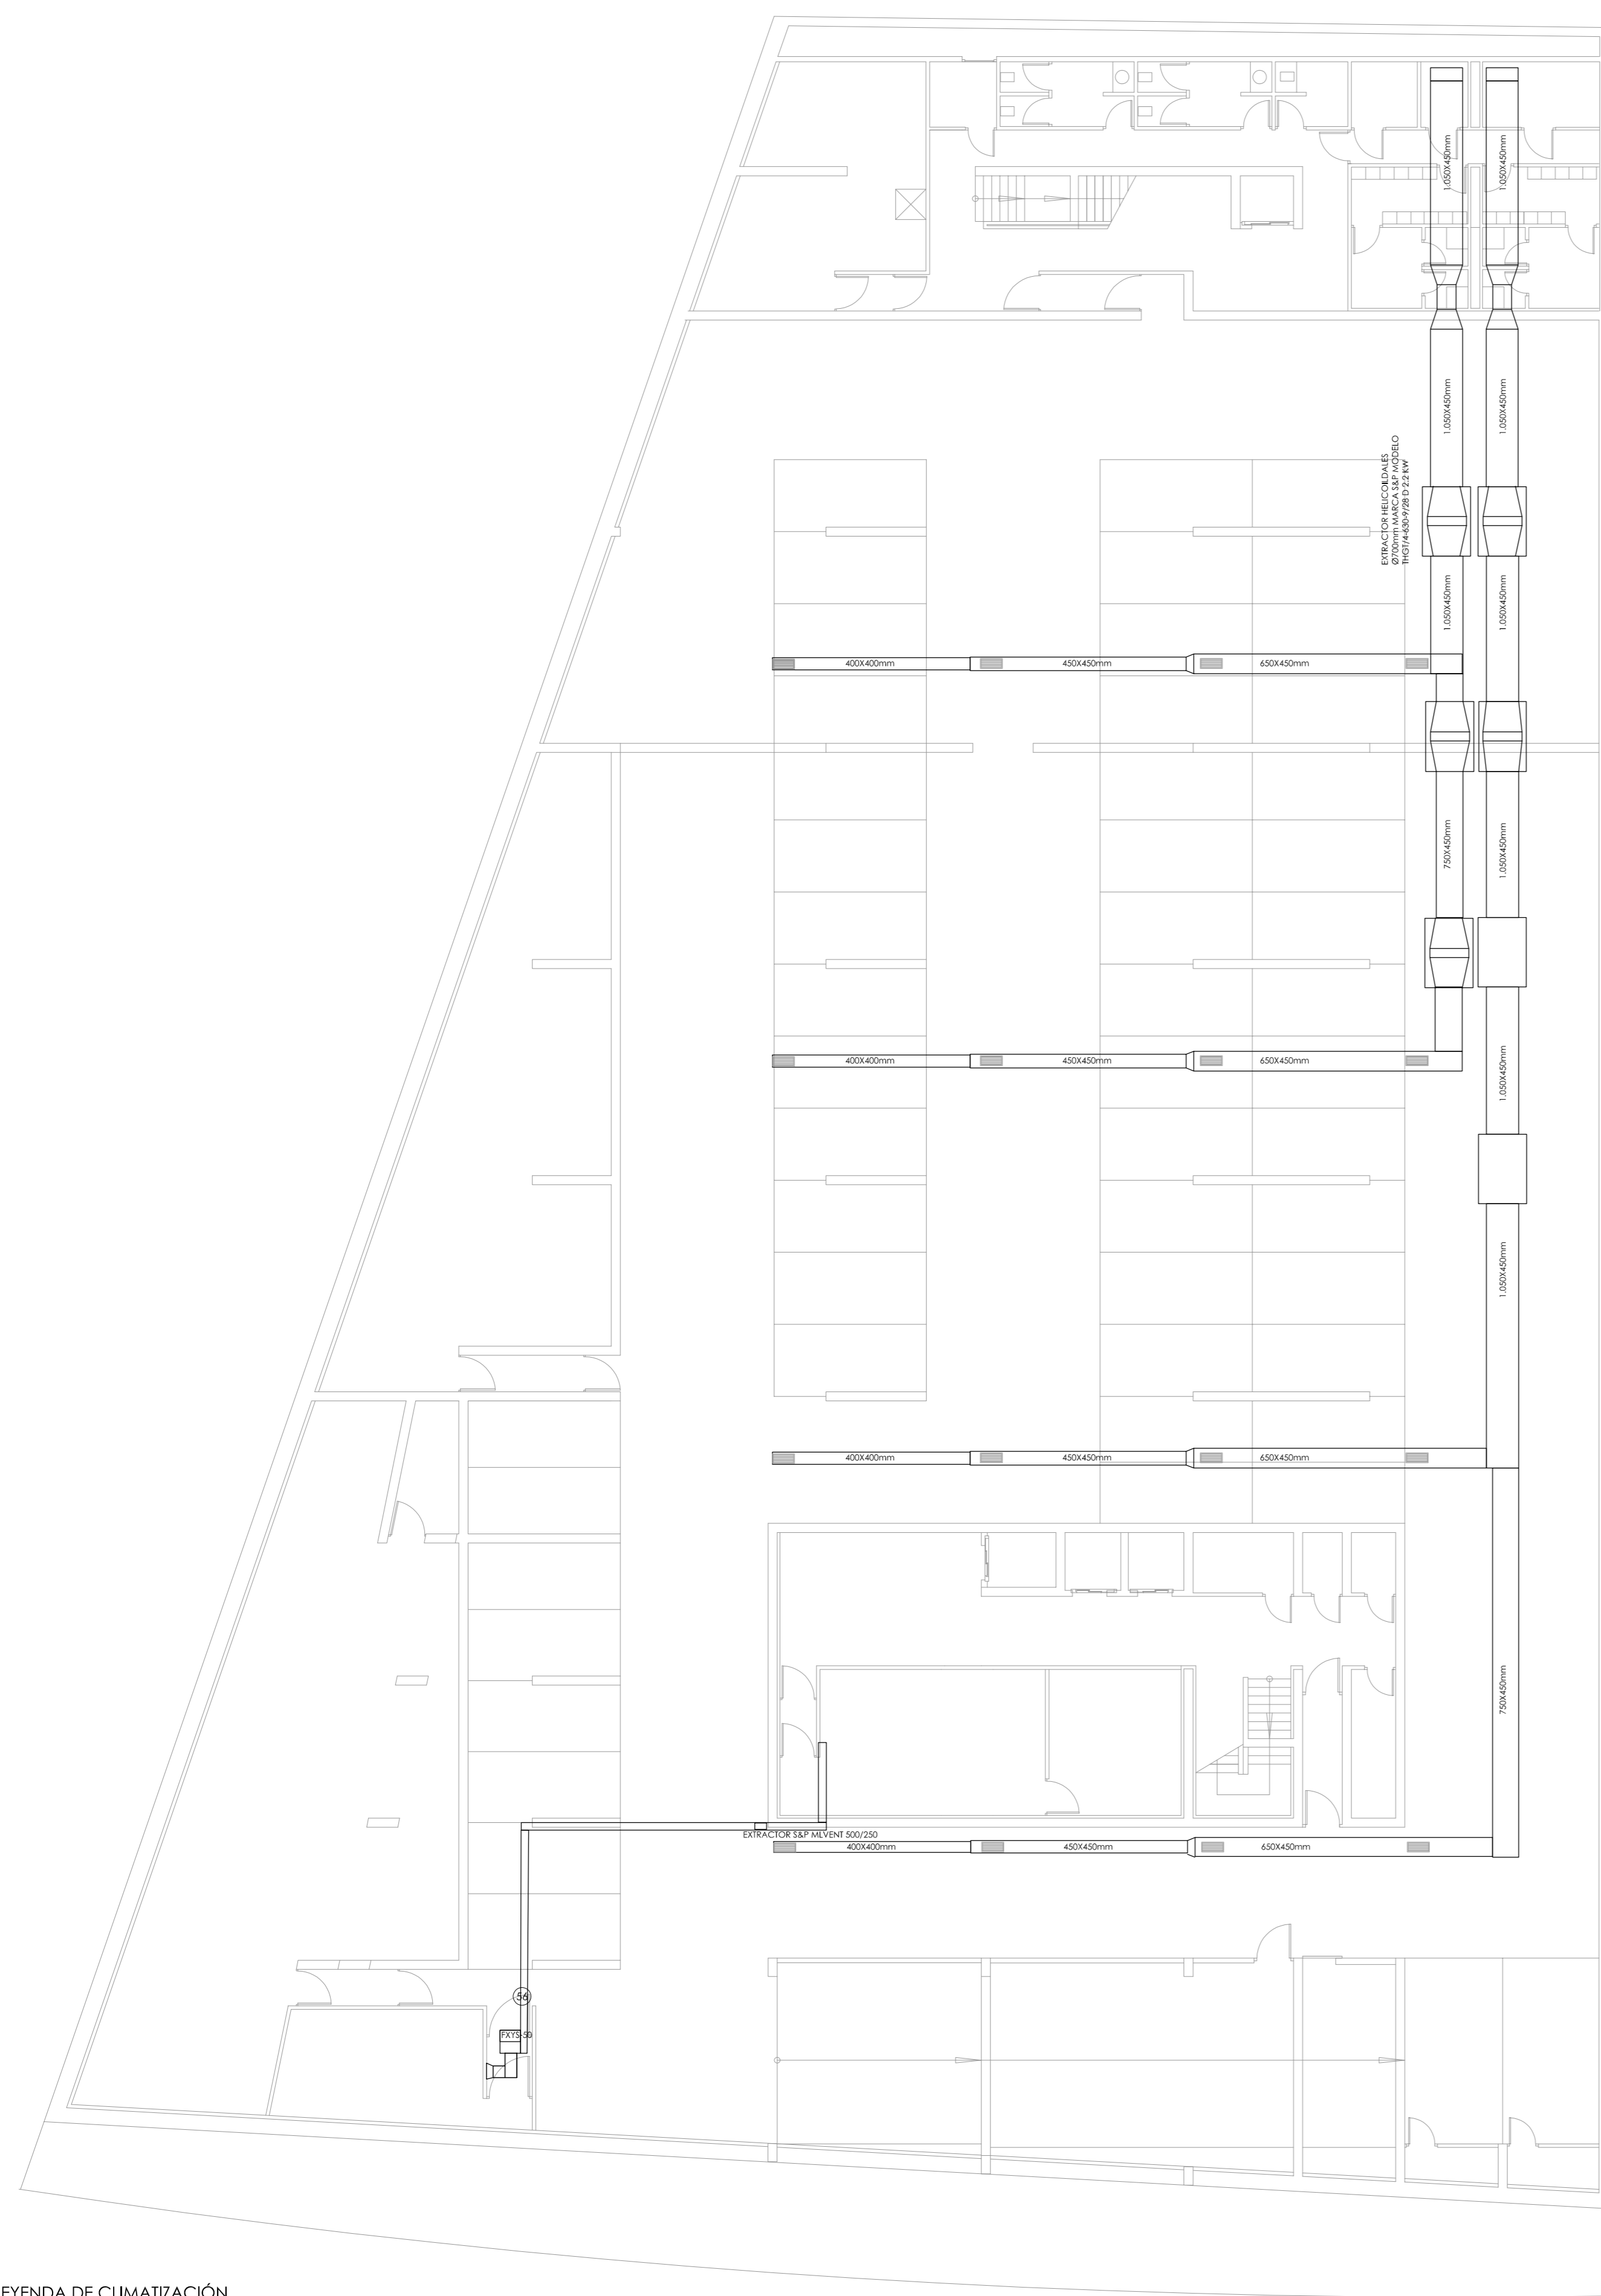 1.050X450mm
1.050X450mm
1.050X450mm
1.050X450mm
EXTRACTOR HELICOILDALES
Ø700mm MARCA S&P MODELO
THGT/4-630-9/28 D 2.2 KW
1.050X450mm
1.050X450mm
400X400mm
450X450mm
650X450mm
750X450mm
1.050X450mm
400X400mm
450X450mm
650X450mm
1.050X450mm
1.050X450mm
400X400mm
450X450mm
650X450mm
750X450mm
EXTRACTOR S&P MLVENT 500/250
400X400mm
450X450mm
650X450mm
56
FXYS-50
EYENDA DE CLIMATIZACIÓN